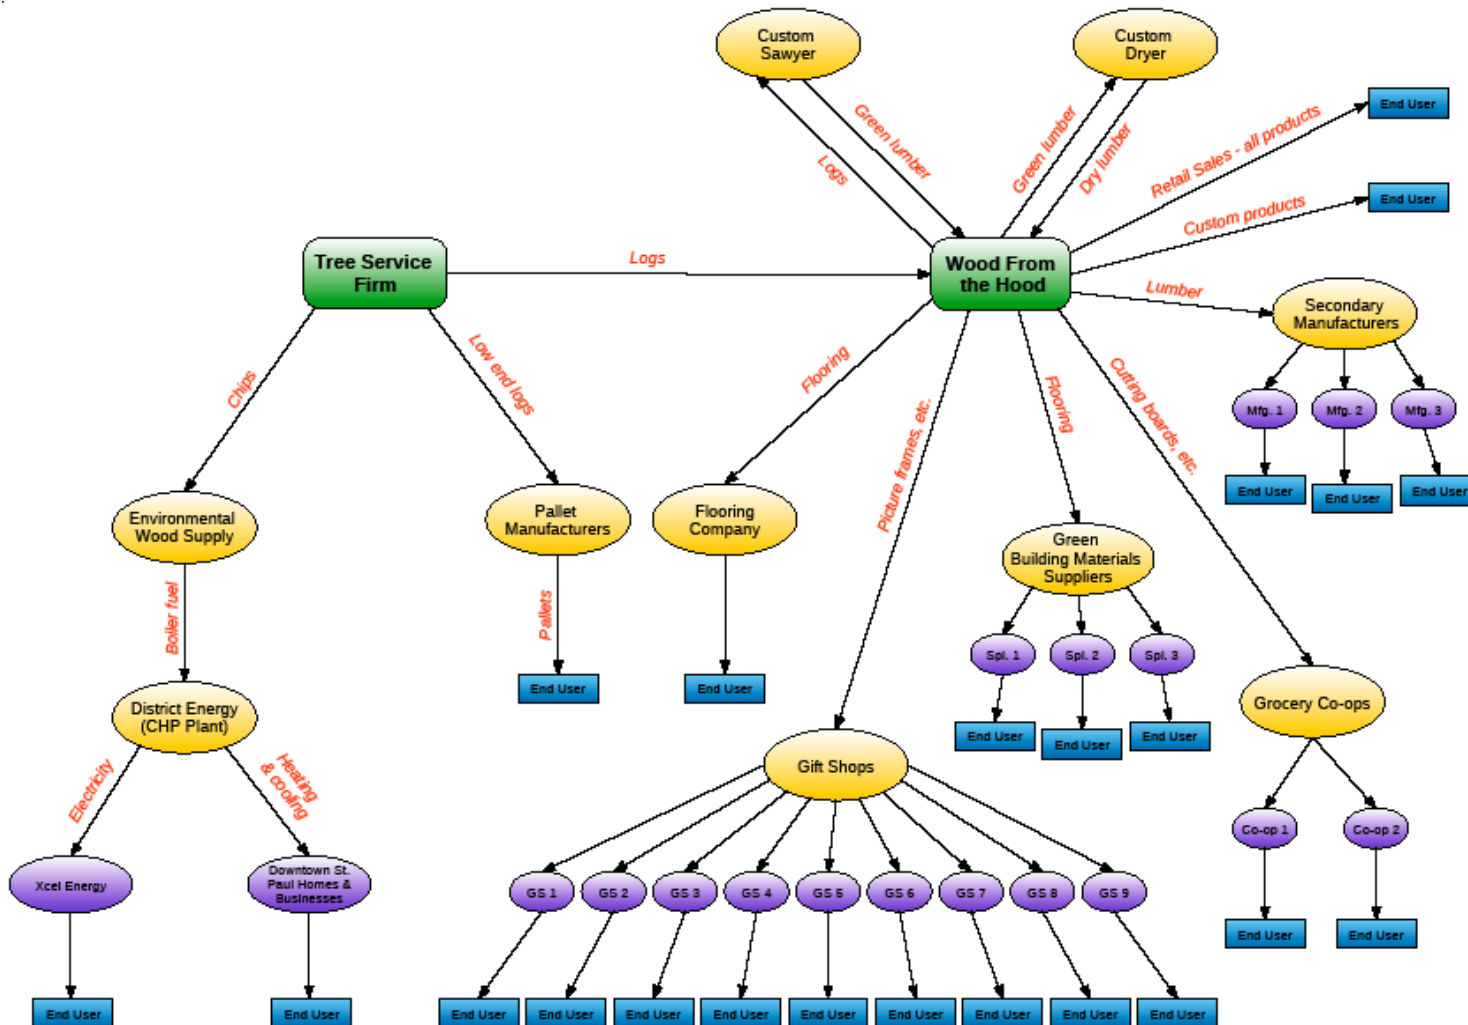 Custom
Sawyer
Custom
Dryer
Green lumber
Logs
Green lumber
Dry lumber
Retail Sales - all products
End User
Custom products
End User
Tree Service
Firm
Logs
Wood From
the Hood
Lumber
Secondary
Manufacturers
Chips
Low end logs
Flooring
Picture frames, etc.
Flooring
Cutting boards, etc.
Mfg. 1
Mfg. 2
Mfg. 3
End User
End User
End User
Environmental
Wood Supply
Pallet
Manufacturers
Flooring
Company
Green
Building Materials
Suppliers
Boiler fuel
Pallets
Spl. 1
Spl. 2
Spl. 3
End User
End User
End User
End User
End User
District Energy
(CHP Plant)
Grocery Co-ops
Gift Shops
Electricity
Heating
& cooling
Co-op 1
Co-op 2
Xcel Energy
Downtown St.
Paul Homes &
Businesses
GS 1
GS 2
GS 3
GS 4
GS 5
GS 6
GS 7
GS 8
GS 9
End User
End User
End User
End User
End User
End User
End User
End User
End User
End User
End User
End User
End User